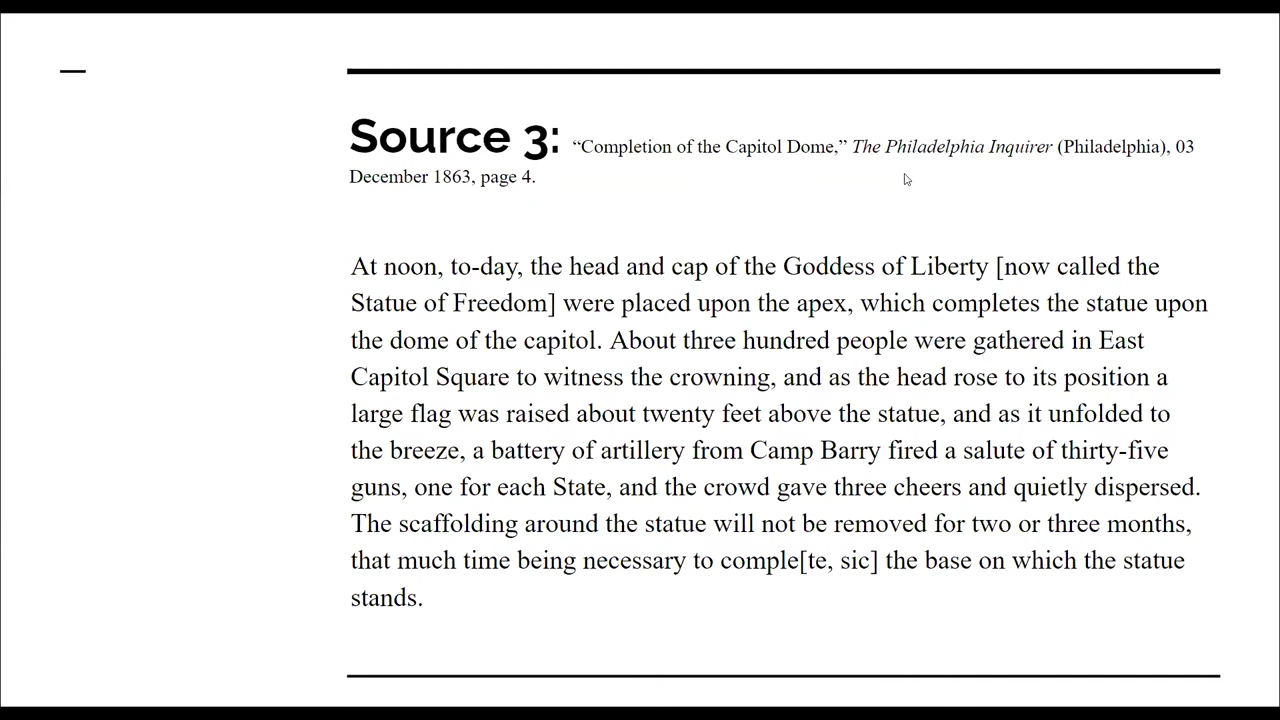 Source 3: “Completion of the Capitol Dome,” The Philadelphia Inquirer (Philadelphia), 03
December 1863, page 4.
At noon, to-day, the head and cap of the Goddess of Liberty [now called the
Statue of Freedom] were placed upon the apex, which completes the statue upon
the dome of the capitol. About three hundred people were gathered in East
Capitol Square to witness the crowning, and as the head rose to its position a
large flag was raised about twenty feet above the statue, and as it unfolded to
the breeze, a battery of artillery from Camp Barry fired a salute of thirty-five
guns, one for each State, and the crowd gave three cheers and quietly dispersed.
The scaffolding around the statue will not be removed for two or three months,
that much time being necessary to comple[te, sic] the base on which the statue
stands.